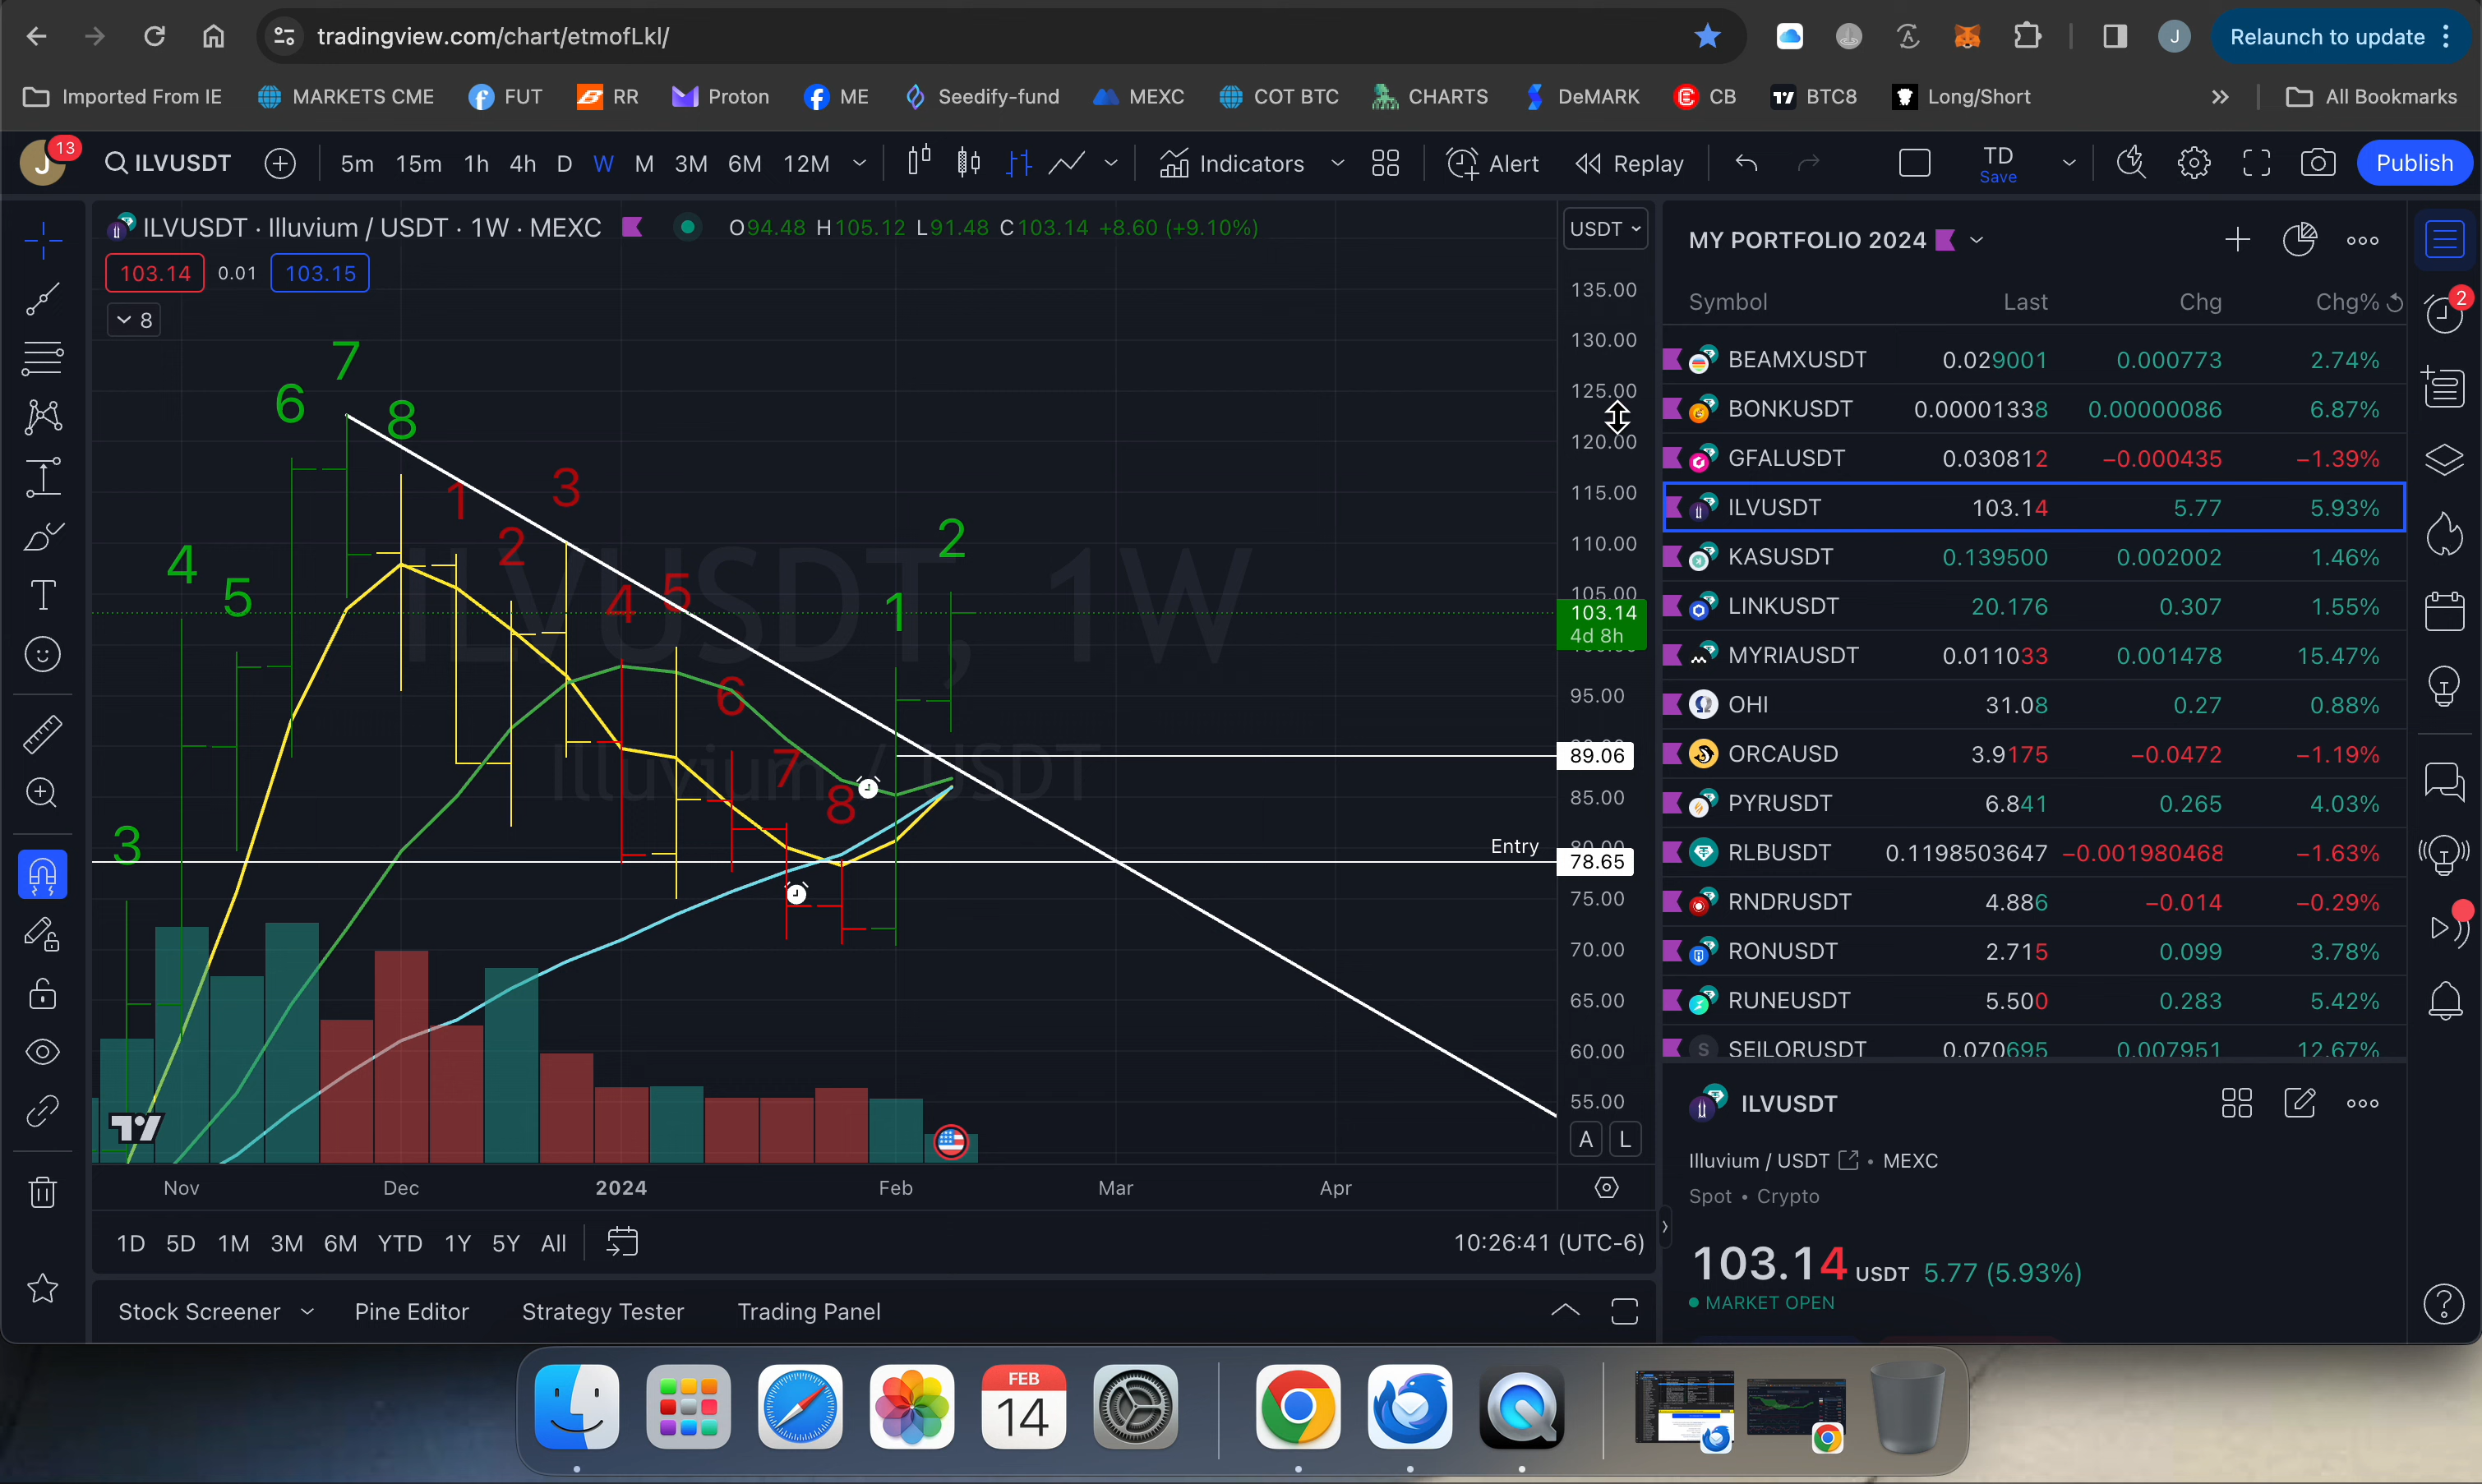 tradingview.com/chart/etmofLkl/
J
Relaunch to update
Imported From IE MARKETS CME FUT RR Proton ME Seedify-fund MEXC COT BTC CHARTS DeMARK CB BTC8 Long/Short » All Bookmarks
J 13 ILVUSDT 5m 15m 1h 4h D W M 3M 6M 12M Indicators Alert Replay TD Save Publish
ILVUSDT · Illuvium / USDT · 1W · MEXC O94.48 H105.12 L91.48 C103.14 +8.60 (+9.10%) USDT
103.14 0.01 103.15
8
ILVUSDT, 1W
Illuvium / USDT
3
4
5
6
7
8
1
2
3
4
5
6
7
8
1
2
Entry
135.00
130.00
125.00
120.00
115.00
110.00
105.00
103.14
4d 8h
95.00
89.06
85.00
80.00
78.65
75.00
70.00
65.00
60.00
55.00
A L
Nov Dec 2024 Feb Mar Apr
1D 5D 1M 3M 6M YTD 1Y 5Y All 10:26:41 (UTC-6)
Stock Screener Pine Editor Strategy Tester Trading Panel
MY PORTFOLIO 2024
Symbol Last Chg Chg%
BEAMXUSDT 0.029001 0.000773 2.74%
BONKUSDT 0.00001338 0.00000086 6.87%
GFALUSDT 0.030812 −0.000435 −1.39%
ILVUSDT 103.14 5.77 5.93%
KASUSDT 0.139500 0.002002 1.46%
LINKUSDT 20.176 0.307 1.55%
MYRIAUSDT 0.011033 0.001478 15.47%
OHI 31.08 0.27 0.88%
ORCAUSD 3.9175 −0.0472 −1.19%
PYRUSDT 6.841 0.265 4.03%
RLBUSDT 0.1198503647 −0.001980468 −1.63%
RNDRUSDT 4.886 −0.014 −0.29%
RONUSDT 2.715 0.099 3.78%
RUNEUSDT 5.500 0.283 5.42%
S SEILORUSDT 0.070695 0.007951 12.67%
ILVUSDT
Illuvium / USDT • MEXC
Spot • Crypto
103.14 USDT 5.77 (5.93%)
MARKET OPEN
2
FEB
14